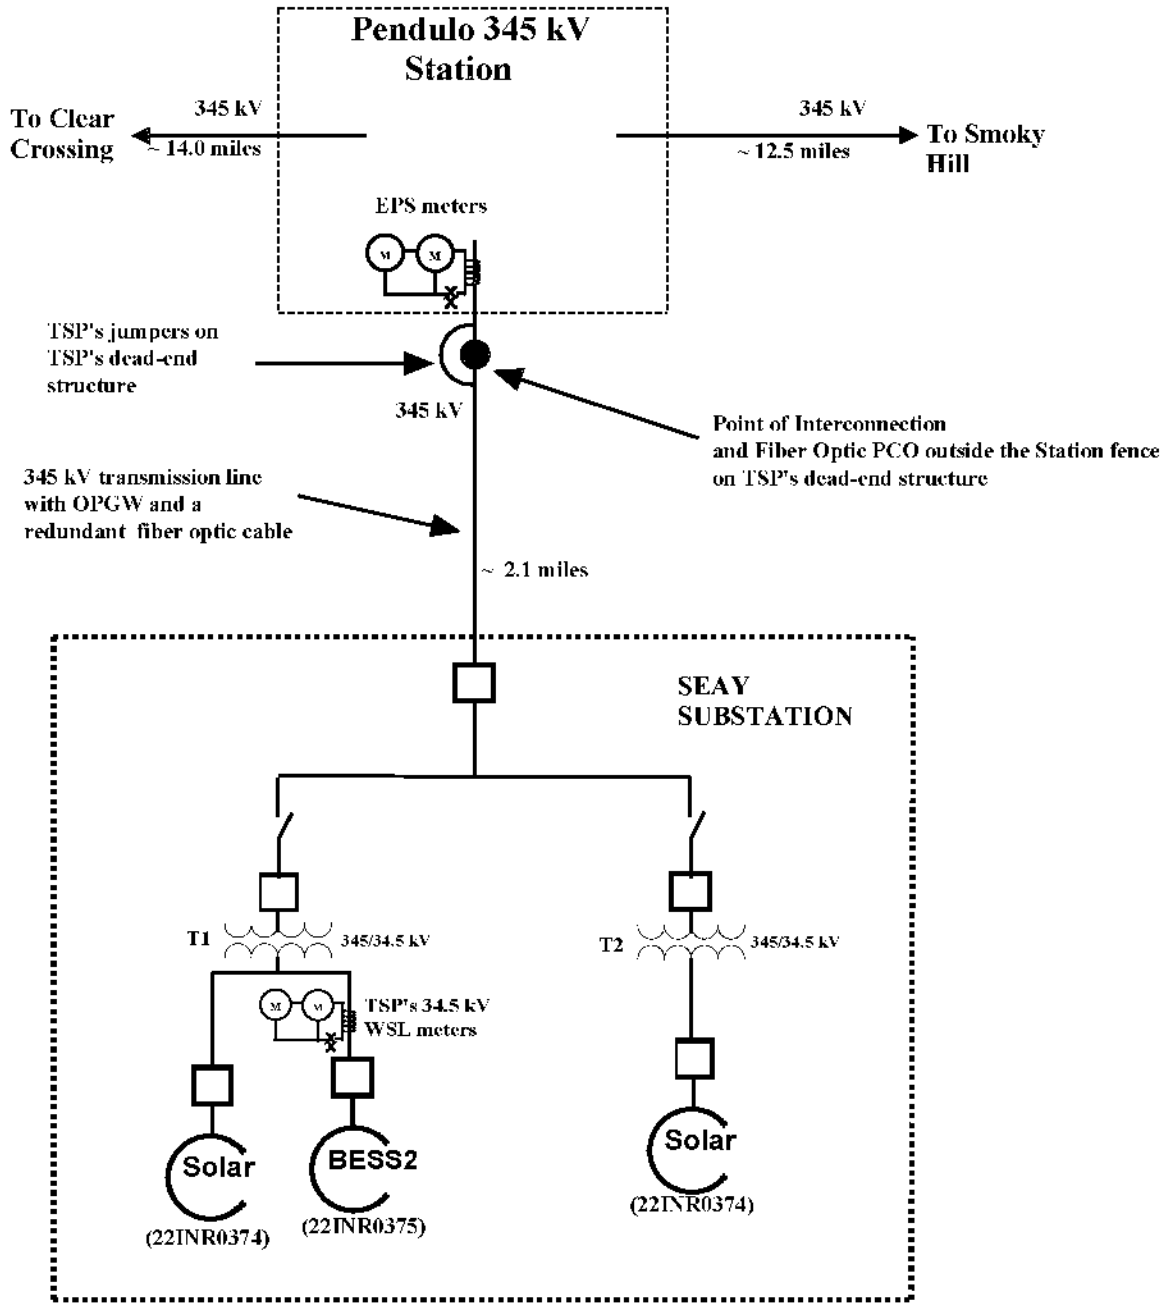 Pendulo 345 kV
Station
345 kV
To Clear
Crossing
~ 14.0 miles
345 kV
~ 12.5 miles
To Smoky
Hill
EPS meters
M
M
TSP's jumpers on
TSP's dead-end
structure
345 kV
Point of Interconnection
and Fiber Optic PCO outside the Station fence
on TSP's dead-end structure
345 kV transmission line
with OPGW and a
redundant fiber optic cable
~ 2.1 miles
SEAY
SUBSTATION
T1
345/34.5 kV
T2
345/34.5 kV
M
M
TSP's 34.5 kV
WSL meters
Solar
(22INR0374)
BESS2
(22INR0375)
Solar
(22INR0374)